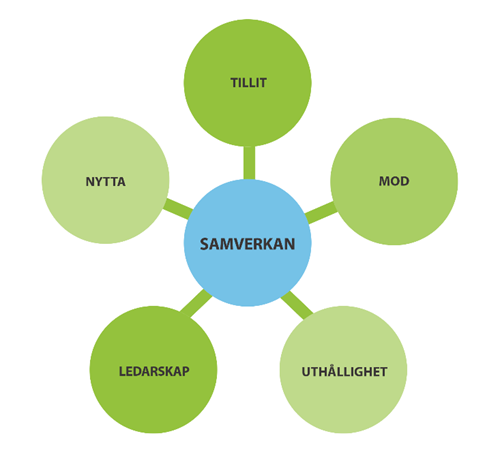 TILLIT
NYTTA
MOD
SAMVERKAN
LEDARSKAP
UTHÅLLIGHET